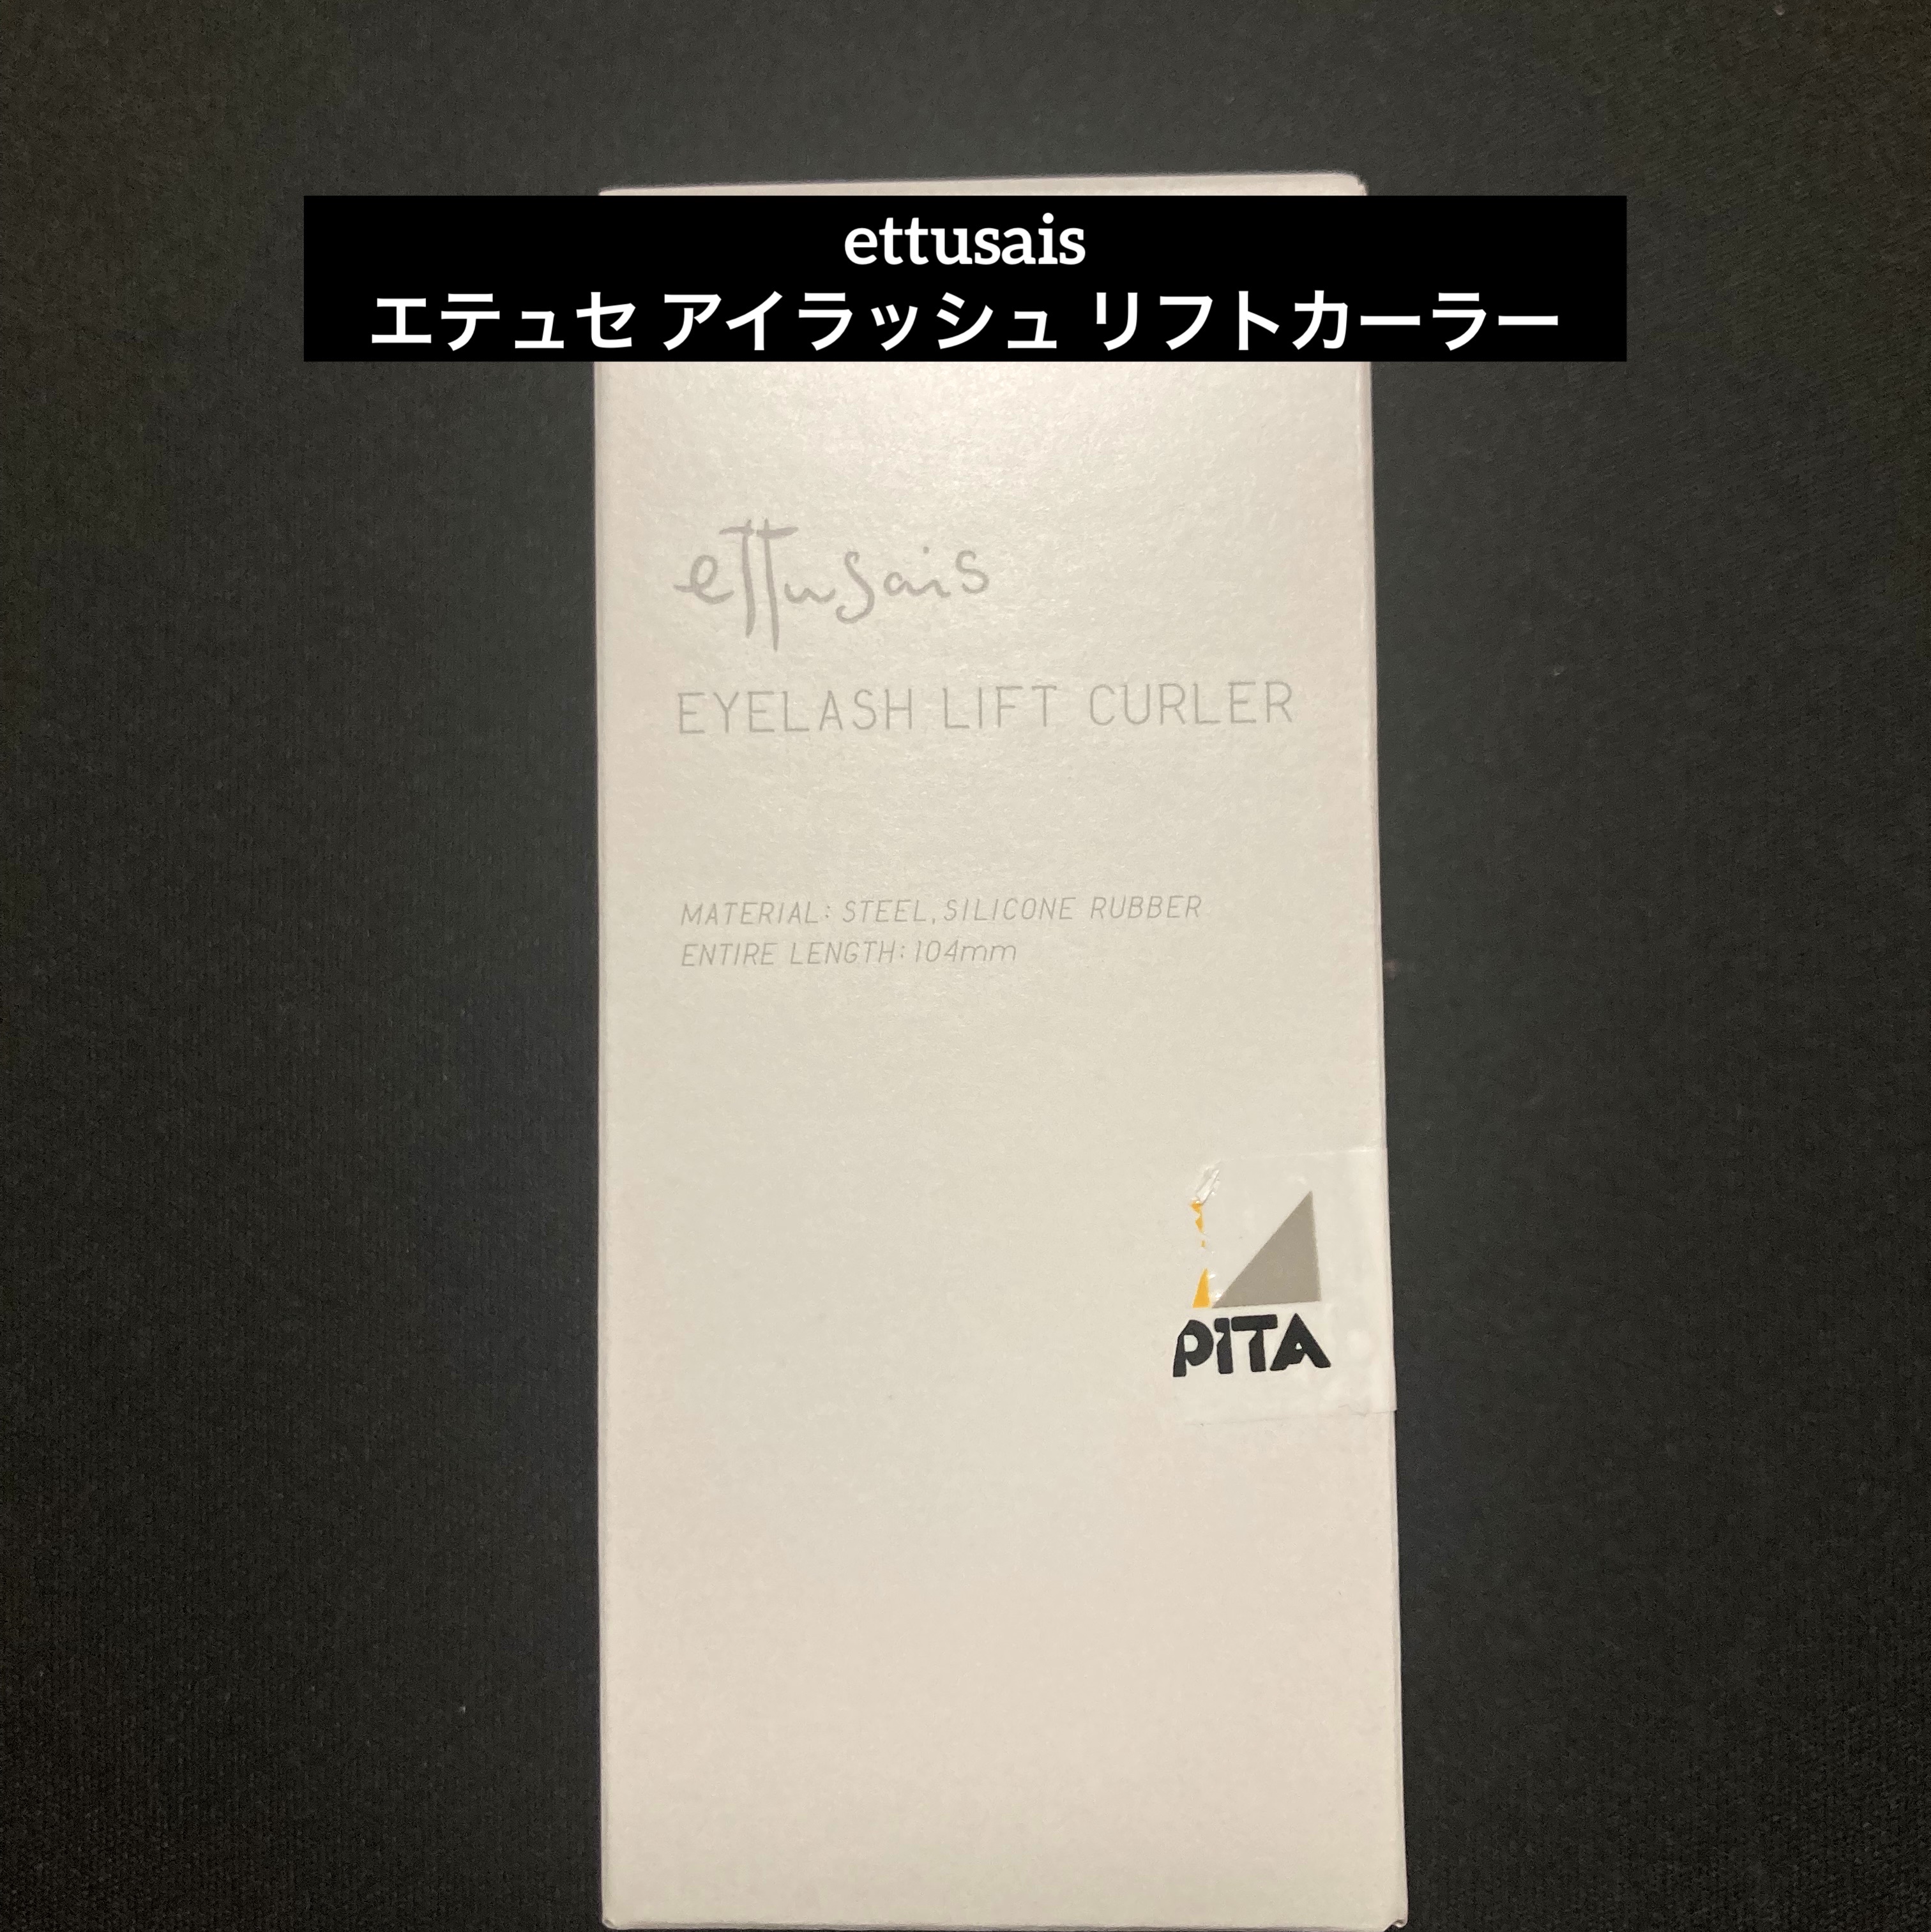 ettusais
エテュセ アイラッシュ リフトカーラー
ettusais
EYELASH LIFT CURLER
MATERIAL: STEEL, SILICONE RUBBER
ENTIRE LENGTH: 104mm
PITA